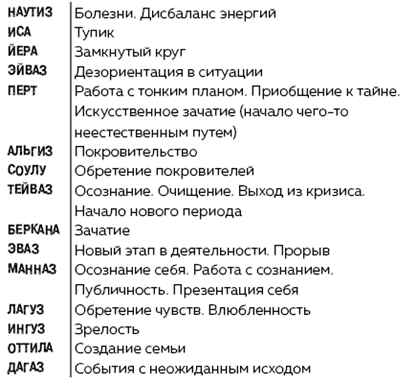 НАУТИЗ Болезни. Дисбаланс энергий
ИСА Тупик
ЙЕРА Замкнутый круг
ЭЙВАЗ Дезориентация в ситуации
ПЕРТ Работа с тонким планом. Приобщение к тайне.
Искусственное зачатие (начало чего-то
неестественным путем)
АЛЬГИЗ Покровительство
СОУЛУ Обретение покровителей
ТЕЙВАЗ Осознание. Очищение. Выход из кризиса.
Начало нового периода
БЕРКАНА Зачатие
ЭВАЗ Новый этап в деятельности. Прорыв
МАННАЗ Осознание себя. Работа с сознанием.
Публичность. Презентация себя
ЛАГУЗ Обретение чувств. Влюбленность
ИНГУЗ Зрелость
ОТТИЛА Создание семьи
ДАГАЗ События с неожиданным исходом